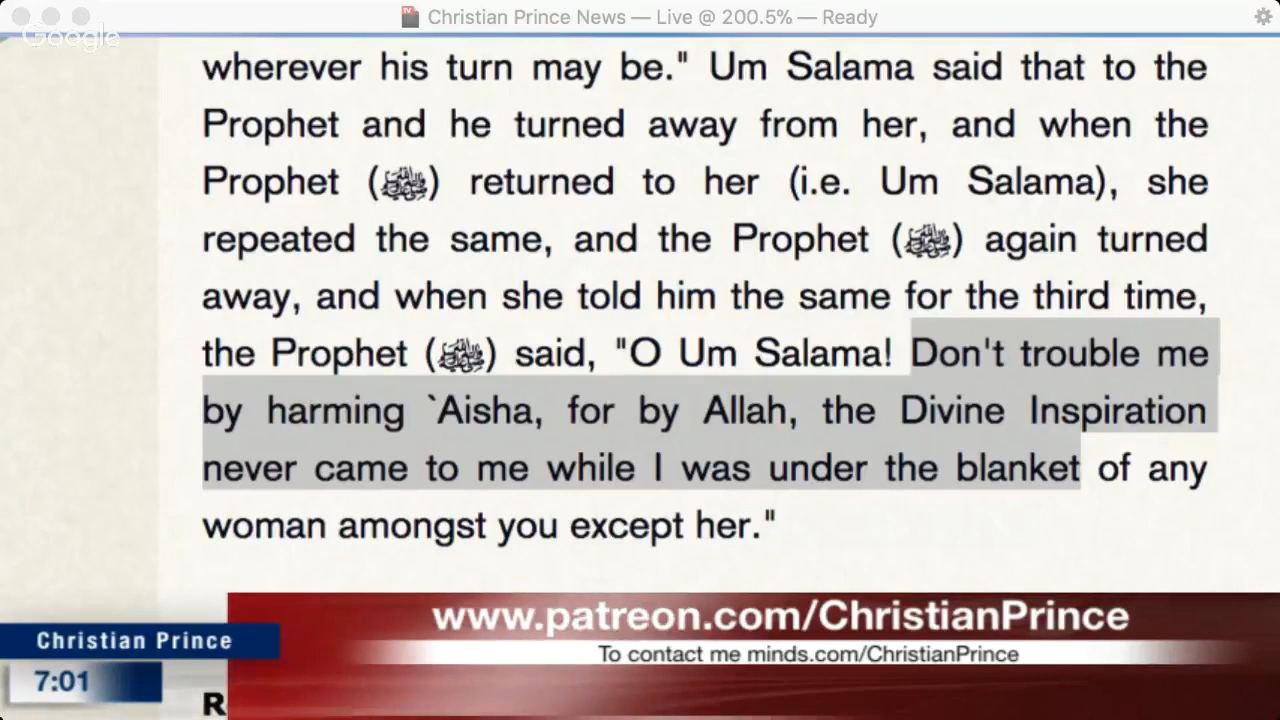 Christian Prince News — Live @ 200.5% — Ready
Google
wherever his turn may be." Um Salama said that to the
Prophet and he turned away from her, and when the
Prophet (ﷺ) returned to her (i.e. Um Salama), she
repeated the same, and the Prophet (ﷺ) again turned
away, and when she told him the same for the third time,
the Prophet (ﷺ) said, "O Um Salama! Don't trouble me
by harming `Aisha, for by Allah, the Divine Inspiration
never came to me while I was under the blanket of any
woman amongst you except her."
www.patreon.com/ChristianPrince
Christian Prince
To contact me minds.com/ChristianPrince
7:01